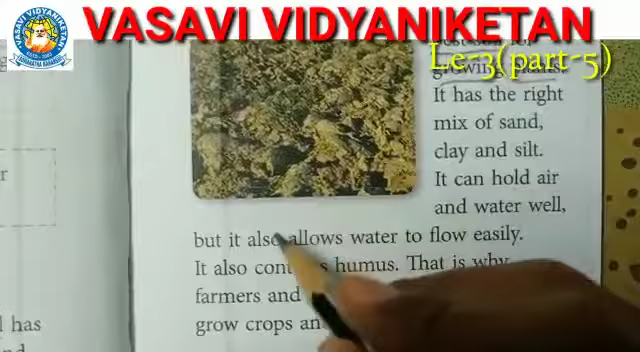 VASAVI VIDYANIKETAN
VASAVI VIDYANIKETAN
Le-3(part-5)
growing plants.
It has the right
mix of sand,
clay and silt.
It can hold air
and water well,
but it also allows water to flow easily.
It also humus. That is why
farmers and
grow crops
has